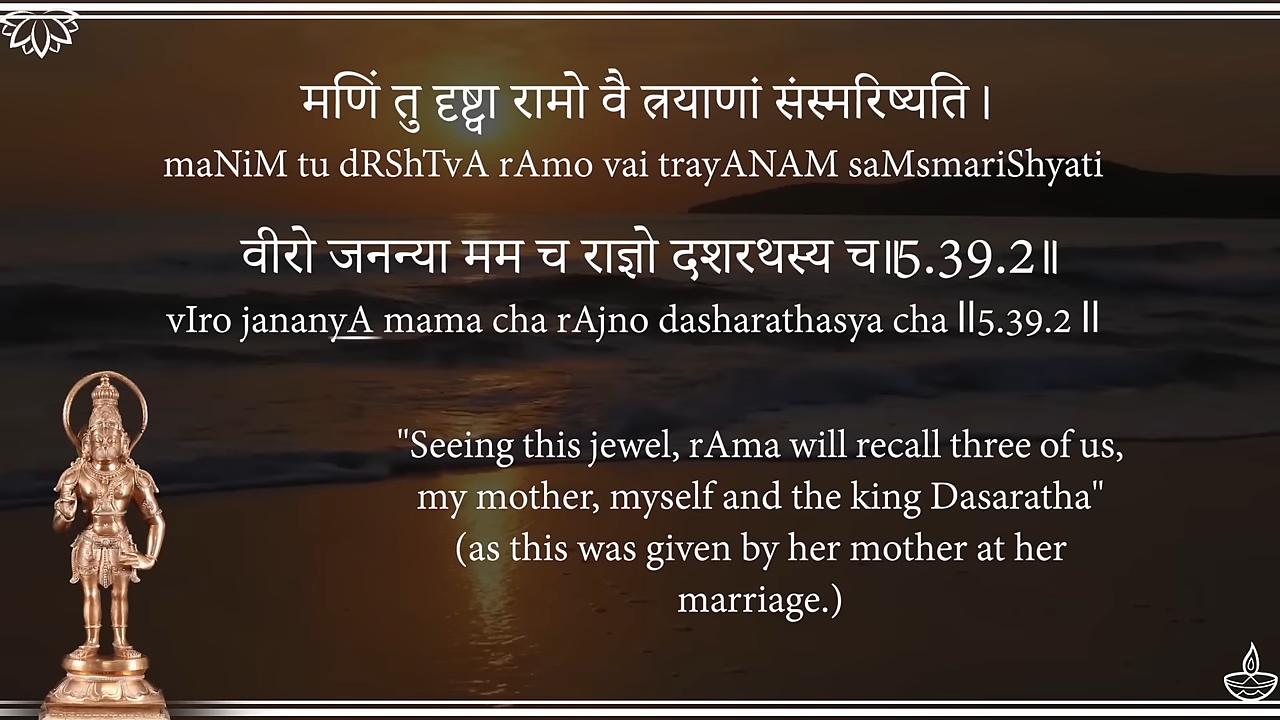 मणिं तु दृष्ट्वा रामो वै त्रयाणां संस्मरिष्यति।
maNiM tu dRShTvA rAmo vai trayANAM saMsmariShyati
वीरो जनन्या मम च राज्ञो दशरथस्य च॥5.39.2॥
vIro jananyA mama cha rAjno dasharathasya cha ||5.39.2 ||
"Seeing this jewel, rAma will recall three of us,
my mother, myself and the king Dasaratha"
(as this was given by her mother at her
marriage.)